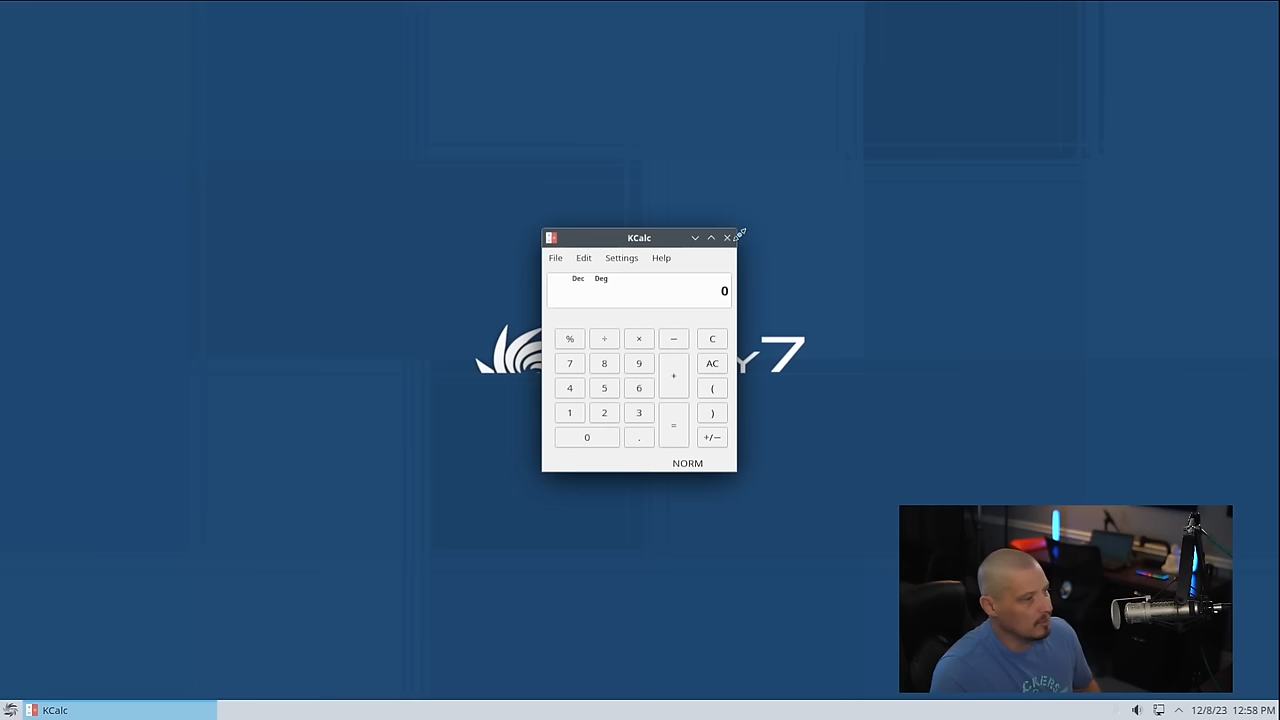 KCalc
File Edit Settings Help
Dec Deg
0
% ÷ × − C
7 8 9 + AC
4 5 6 (
1 2 3 = )
0 . +/−
NORM
7
KCalc
12/8/23 12:58 PM